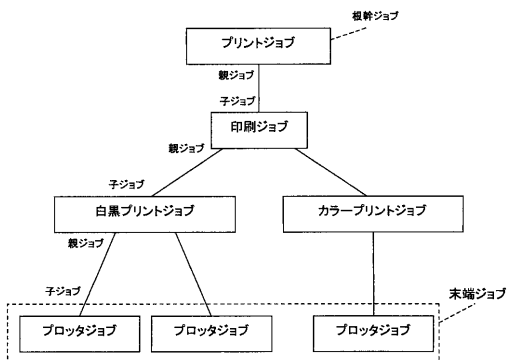 根幹ジョブ
プリントジョブ
親ジョブ
子ジョブ
印刷ジョブ
親ジョブ
子ジョブ
白黒プリントジョブ
カラープリントジョブ
親ジョブ
子ジョブ
末端ジョブ
プロッタジョブ
プロッタジョブ
プロッタジョブ